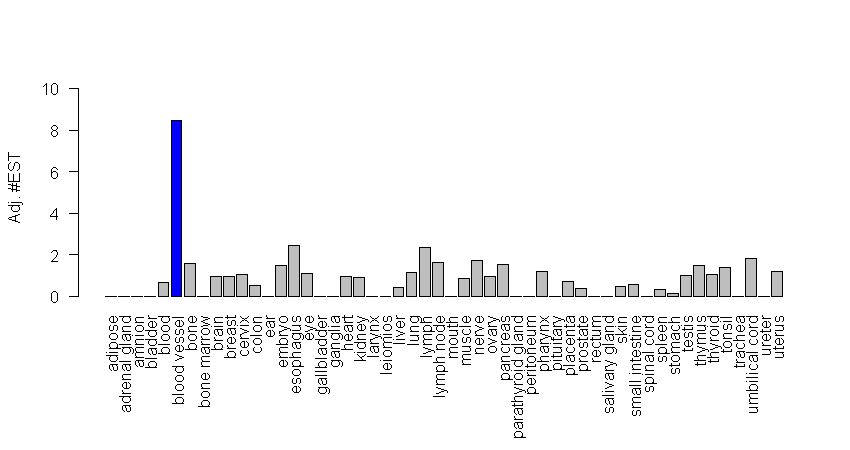 10
8
6
4
2
0
Adj. #EST
adipose
adrenal gland
amnion
bladder
blood
blood vessel
bone
bone marrow
brain
breast
cervix
colon
ear
embryo
esophagus
eye
gallbladder
ganglia
heart
kidney
larynx
leiomios
liver
lung
lymph
lymph node
mouth
muscle
nerve
ovary
pancreas
parathyroid gland
peritoneum
pharynx
pituitary
placenta
prostate
rectum
salivary gland
skin
small intestine
spinal cord
spleen
stomach
testis
thymus
thyroid
tonsil
trachea
umbilical cord
ureter
uterus